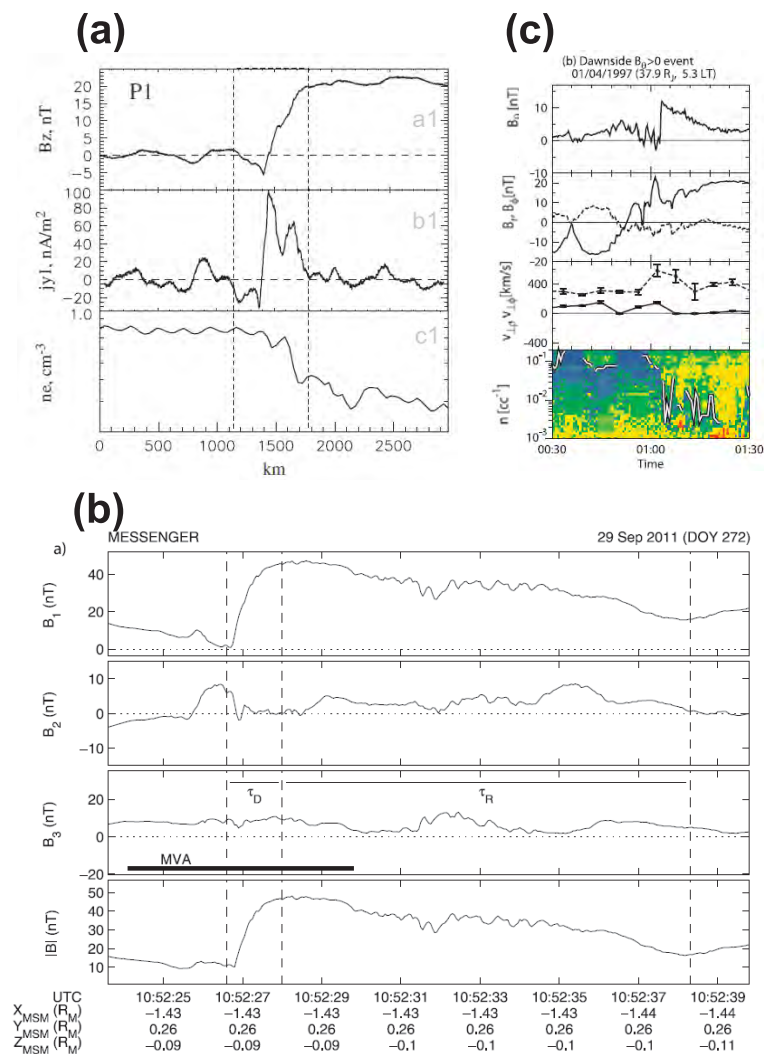 (a)
P1
Bz, nT
20
15
10
5
0
−5
a1
jy1, nA/m²
100
80
60
40
20
0
−20
b1
1.0
ne, cm⁻³
c1
0 500 1000 1500 2000 2500
km
(c)
(b) Dawnside Bθ>0 event
01/04/1997 (37.9 RJ, 5.3 LT)
10
0
−10
Br, Bϕ[nT]
20
10
0
−10
−20
v⊥r, v⊥ϕ[km/s]
400
0
−400
n [cc⁻¹]
10⁻¹
10⁻²
10⁻³
00:30 01:00 01:30
Time
(b)
MESSENGER 29 Sep 2011 (DOY 272)
a)
B₁ (nT)
40
20
0
B₂ (nT)
10
0
−10
B₃ (nT)
20
0
−20
τD τR
MVA
|B| (nT)
50
40
30
20
10
UTC 10:52:25 10:52:27 10:52:29 10:52:31 10:52:33 10:52:35 10:52:37 10:52:39
XMSM (RM) −1.43 −1.43 −1.43 −1.43 −1.43 −1.43 −1.44 −1.44
YMSM (RM) 0.26 0.26 0.26 0.26 0.26 0.26 0.26 0.26
ZMSM (RM) −0.09 −0.09 −0.09 −0.1 −0.1 −0.1 −0.1 −0.11